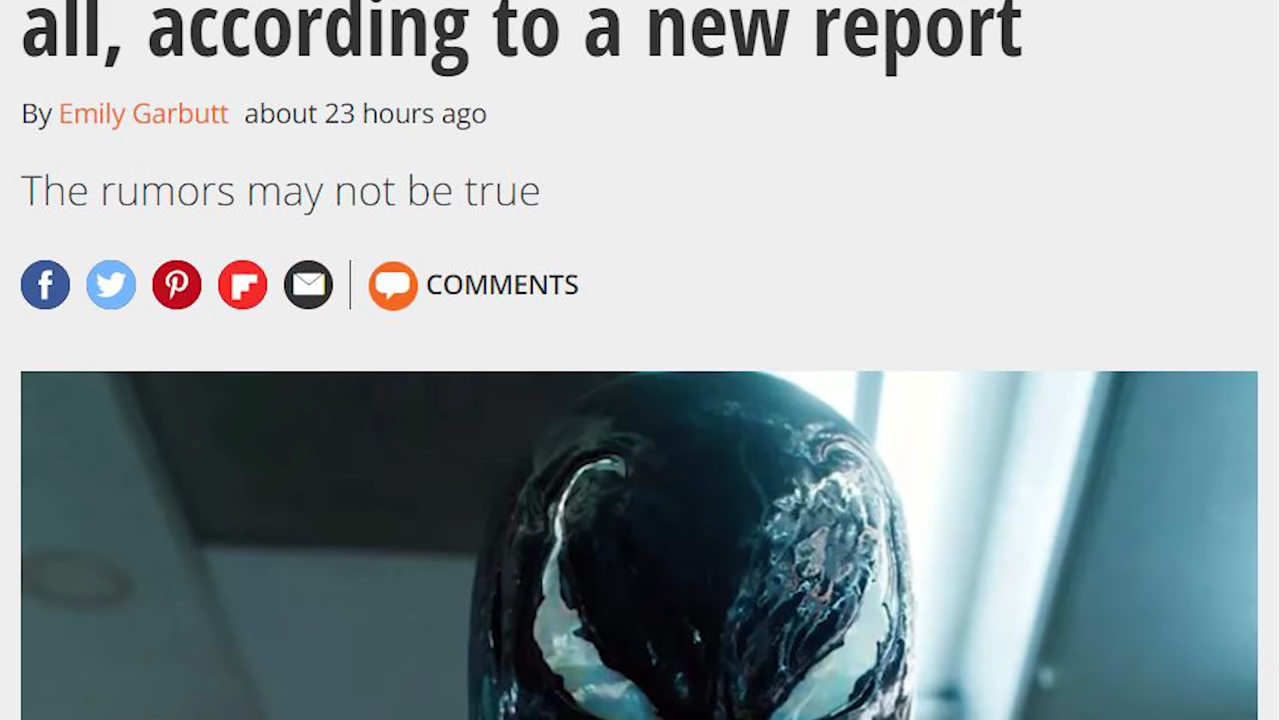 all, according to a new report
By Emily Garbutt about 23 hours ago
The rumors may not be true
COMMENTS